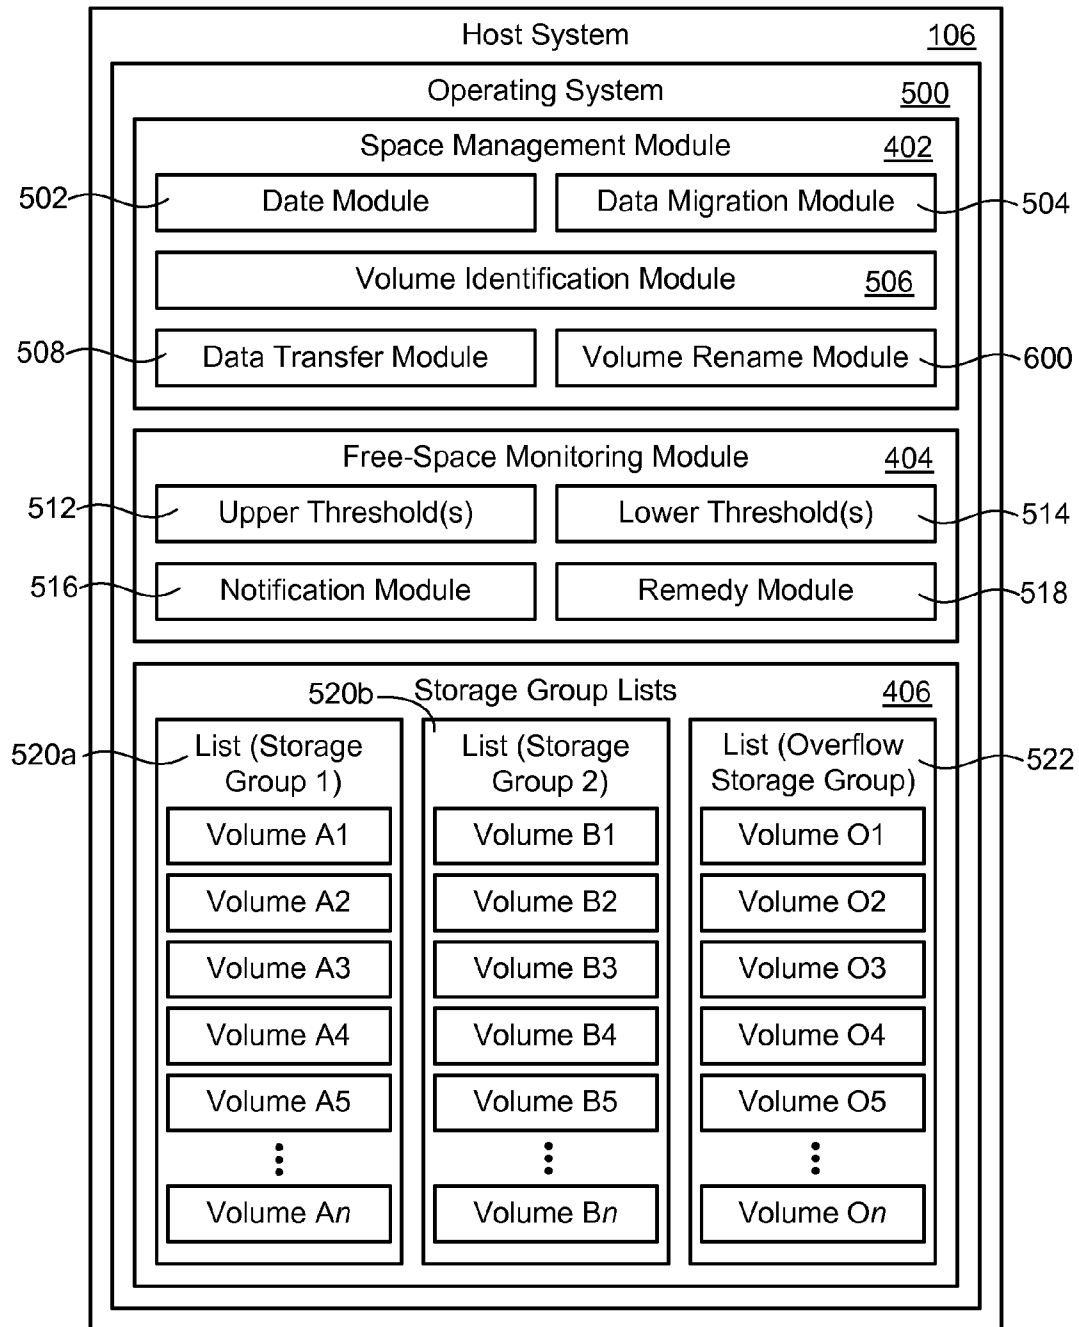 Host System 106
Operating System 500
Space Management Module 402
502 Date Module Data Migration Module 504
Volume Identification Module 506
508 Data Transfer Module Volume Rename Module 600
Free-Space Monitoring Module 404
512 Upper Threshold(s) Lower Threshold(s) 514
516 Notification Module Remedy Module 518
520b Storage Group Lists 406
520a List (Storage Group 1) List (Storage Group 2) List (Overflow Storage Group) 522
Volume A1 Volume B1 Volume O1
Volume A2 Volume B2 Volume O2
Volume A3 Volume B3 Volume O3
Volume A4 Volume B4 Volume O4
Volume A5 Volume B5 Volume O5
Volume An Volume Bn Volume On